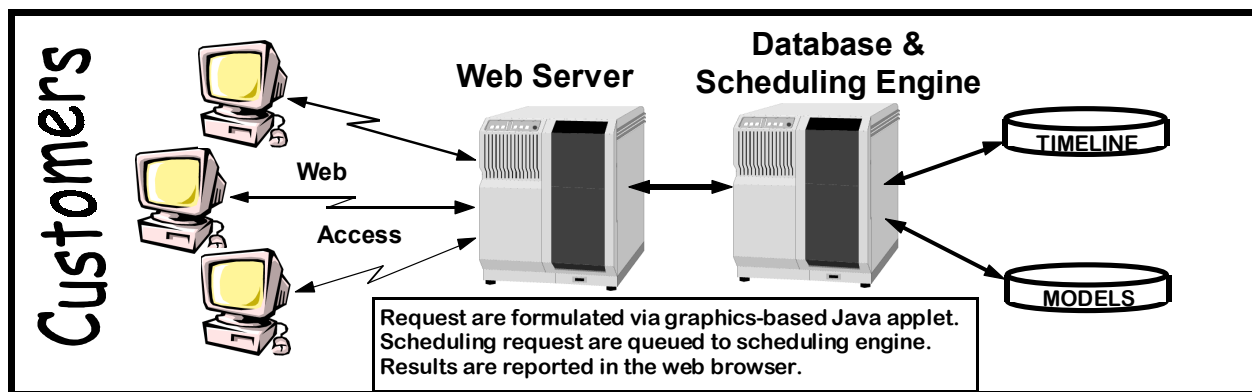 Customers
Web Server
Database &
Scheduling Engine
Web
Access
TIMELINE
MODELS
Request are formulated via graphics-based Java applet.
Scheduling request are queued to scheduling engine.
Results are reported in the web browser.